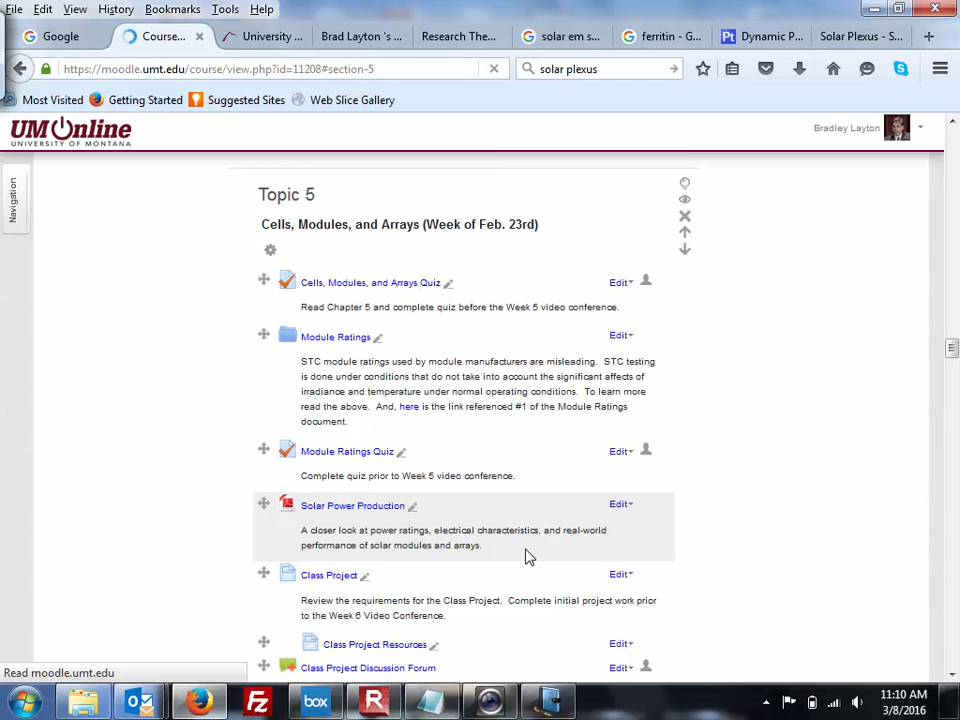 File Edit View History Bookmarks Tools Help
Google Course... University ... Brad Layton 's ... Research The... solar em s... ferritin - G... Pt Dynamic P... Solar Plexus - S...
https://moodle.umt.edu/course/view.php?id=11208#section-5 solar plexus
Most Visited Getting Started Suggested Sites Web Slice Gallery
UMOnline Bradley Layton
UNIVERSITY OF MONTANA
Navigation
Topic 5
Cells, Modules, and Arrays (Week of Feb. 23rd)
Cells, Modules, and Arrays Quiz Edit
Read Chapter 5 and complete quiz before the Week 5 video conference.
Module Ratings Edit
STC module ratings used by module manufacturers are misleading. STC testing
is done under conditions that do not take into account the significant affects of
irradiance and temperature under normal operating conditions. To learn more
read the above. And, here is the link referenced #1 of the Module Ratings
document.
Module Ratings Quiz Edit
Complete quiz prior to Week 5 video conference.
Solar Power Production Edit
A closer look at power ratings, electrical characteristics, and real-world
performance of solar modules and arrays.
Class Project Edit
Review the requirements for the Class Project. Complete initial project work prior
to the Week 6 Video Conference.
Class Project Resources Edit
Class Project Discussion Forum Edit
Read moodle.umt.edu
FZ box R 11:10 AM
3/8/2016